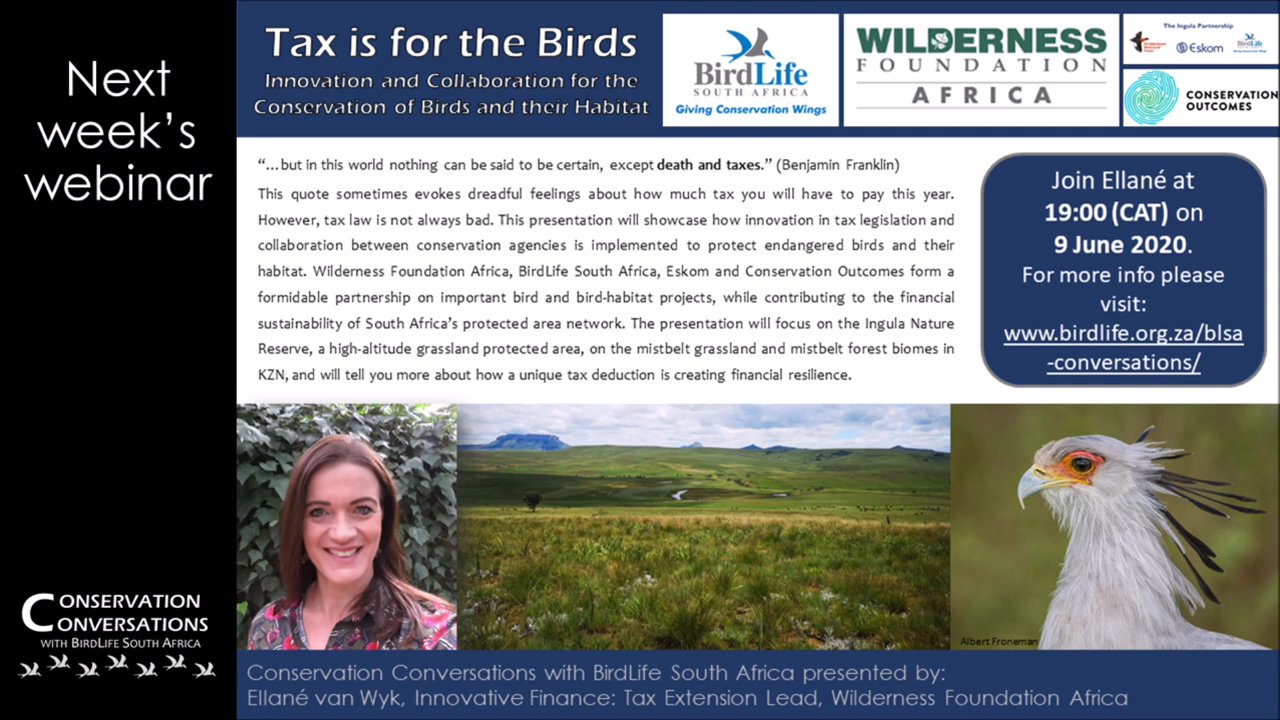 Next
week's
webinar
Tax is for the Birds
Innovation and Collaboration for the
Conservation of Birds and their Habitat
BirdLife
SOUTH AFRICA
Giving Conservation Wings
WILDERNESS
FOUNDATION
AFRICA
The Ingula Partnership
Eskom
BirdLife
CONSERVATION
OUTCOMES
“…but in this world nothing can be said to be certain, except death and taxes.” (Benjamin Franklin)
This quote sometimes evokes dreadful feelings about how much tax you will have to pay this year.
However, tax law is not always bad. This presentation will showcase how innovation in tax legislation and
collaboration between conservation agencies is implemented to protect endangered birds and their
habitat. Wilderness Foundation Africa, BirdLife South Africa, Eskom and Conservation Outcomes form a
formidable partnership on important bird and bird-habitat projects, while contributing to the financial
sustainability of South Africa's protected area network. The presentation will focus on the Ingula Nature
Reserve, a high-altitude grassland protected area, on the mistbelt grassland and mistbelt forest biomes in
KZN, and will tell you more about how a unique tax deduction is creating financial resilience.
Join Ellané at
19:00 (CAT) on
9 June 2020.
For more info please
visit:
www.birdlife.org.za/blsa
-conversations/
Albert Froneman
CONSERVATION
CONVERSATIONS
WITH BIRDLIFE SOUTH AFRICA
Conservation Conversations with BirdLife South Africa presented by:
Ellané van Wyk, Innovative Finance: Tax Extension Lead, Wilderness Foundation Africa